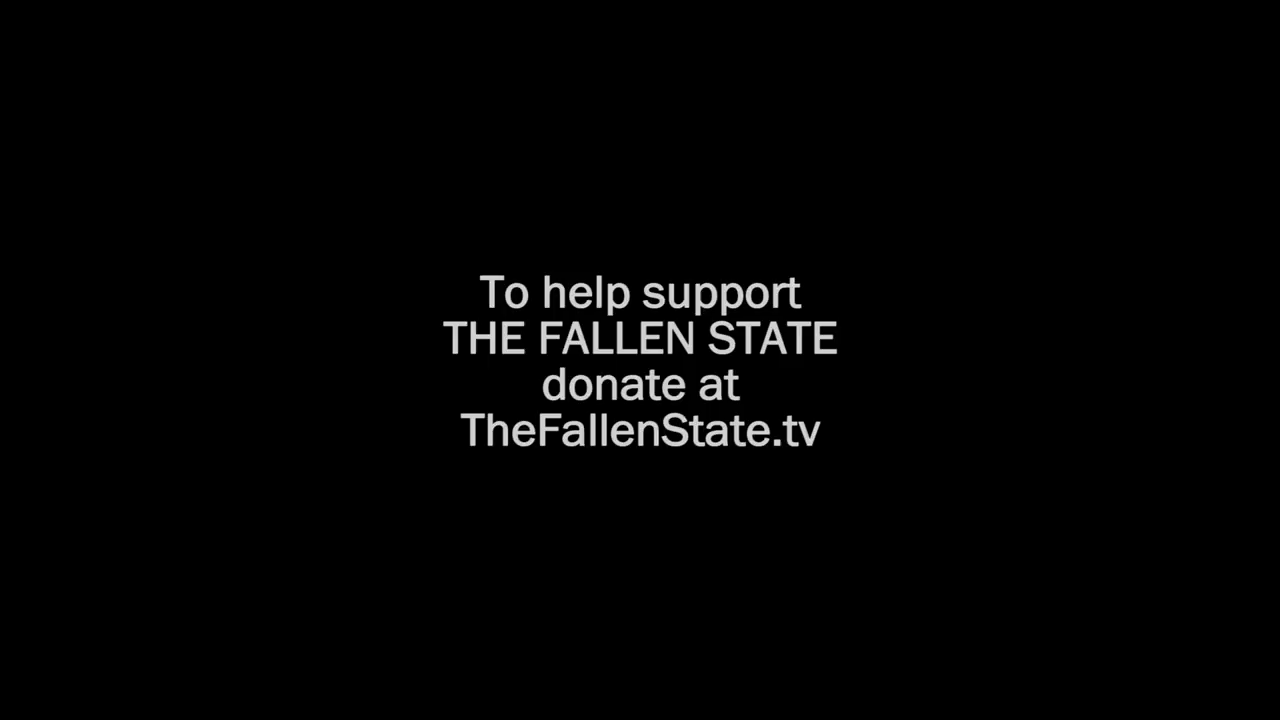 To help support
THE FALLEN STATE
donate at
TheFallenState.tv